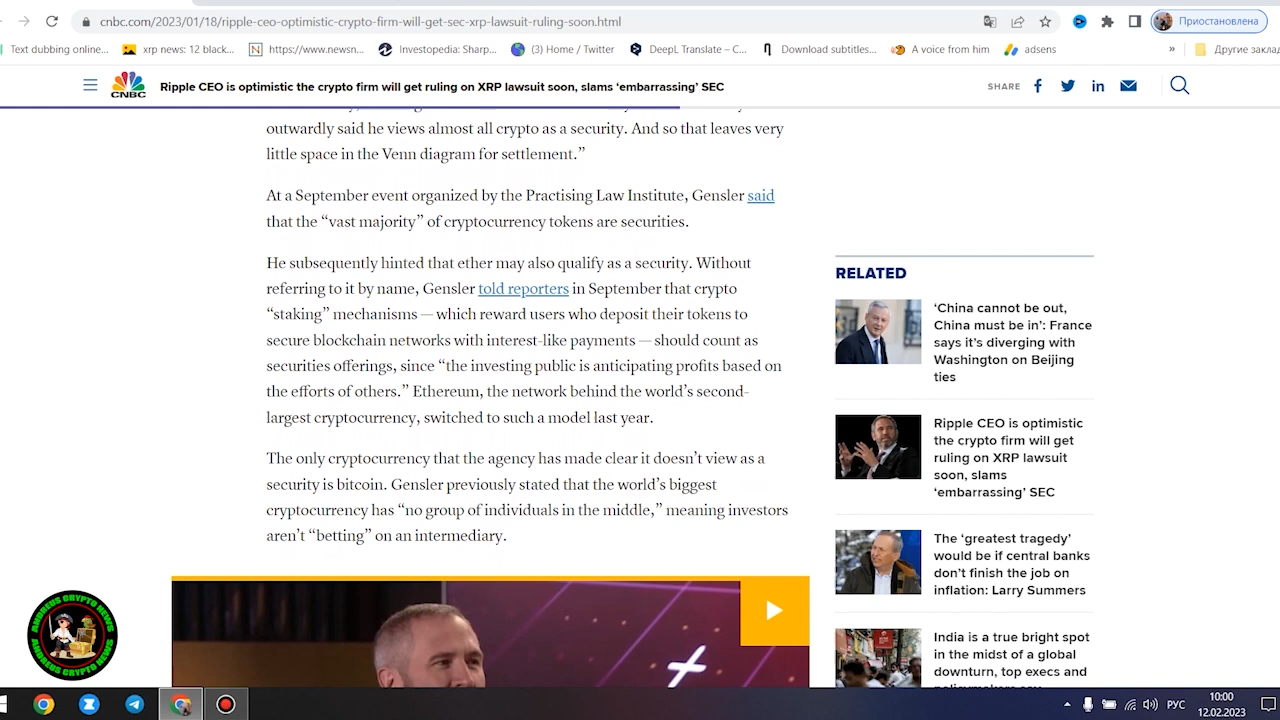 cnbc.com/2023/01/18/ripple-ceo-optimistic-crypto-firm-will-get-sec-xrp-lawsuit-ruling-soon.html
Приостановлена
Text dubbing online...
xrp news: 12 black...
https://www.newsn...
Investopedia: Sharp...
(3) Home / Twitter
DeepL Translate – C...
Download subtitles...
A voice from him
adsens
»
Другие закла
CNBC
Ripple CEO is optimistic the crypto firm will get ruling on XRP lawsuit soon, slams ‘embarrassing’ SEC
SHARE
outwardly said he views almost all crypto as a security. And so that leaves very
little space in the Venn diagram for settlement.”
At a September event organized by the Practising Law Institute, Gensler said
that the “vast majority” of cryptocurrency tokens are securities.
He subsequently hinted that ether may also qualify as a security. Without
referring to it by name, Gensler told reporters in September that crypto
“staking” mechanisms — which reward users who deposit their tokens to
secure blockchain networks with interest-like payments — should count as
securities offerings, since “the investing public is anticipating profits based on
the efforts of others.” Ethereum, the network behind the world’s second-
largest cryptocurrency, switched to such a model last year.
The only cryptocurrency that the agency has made clear it doesn’t view as a
security is bitcoin. Gensler previously stated that the world’s biggest
cryptocurrency has “no group of individuals in the middle,” meaning investors
aren’t “betting” on an intermediary.
RELATED
‘China cannot be out,
China must be in’: France
says it’s diverging with
Washington on Beijing
ties
Ripple CEO is optimistic
the crypto firm will get
ruling on XRP lawsuit
soon, slams
‘embarrassing’ SEC
The ‘greatest tragedy’
would be if central banks
don’t finish the job on
inflation: Larry Summers
India is a true bright spot
in the midst of a global
downturn, top execs and
ANDREUS CRYPTO NEWS
ANDREUS CRYPTO NEWS
РУС
10:00
12.02.2023